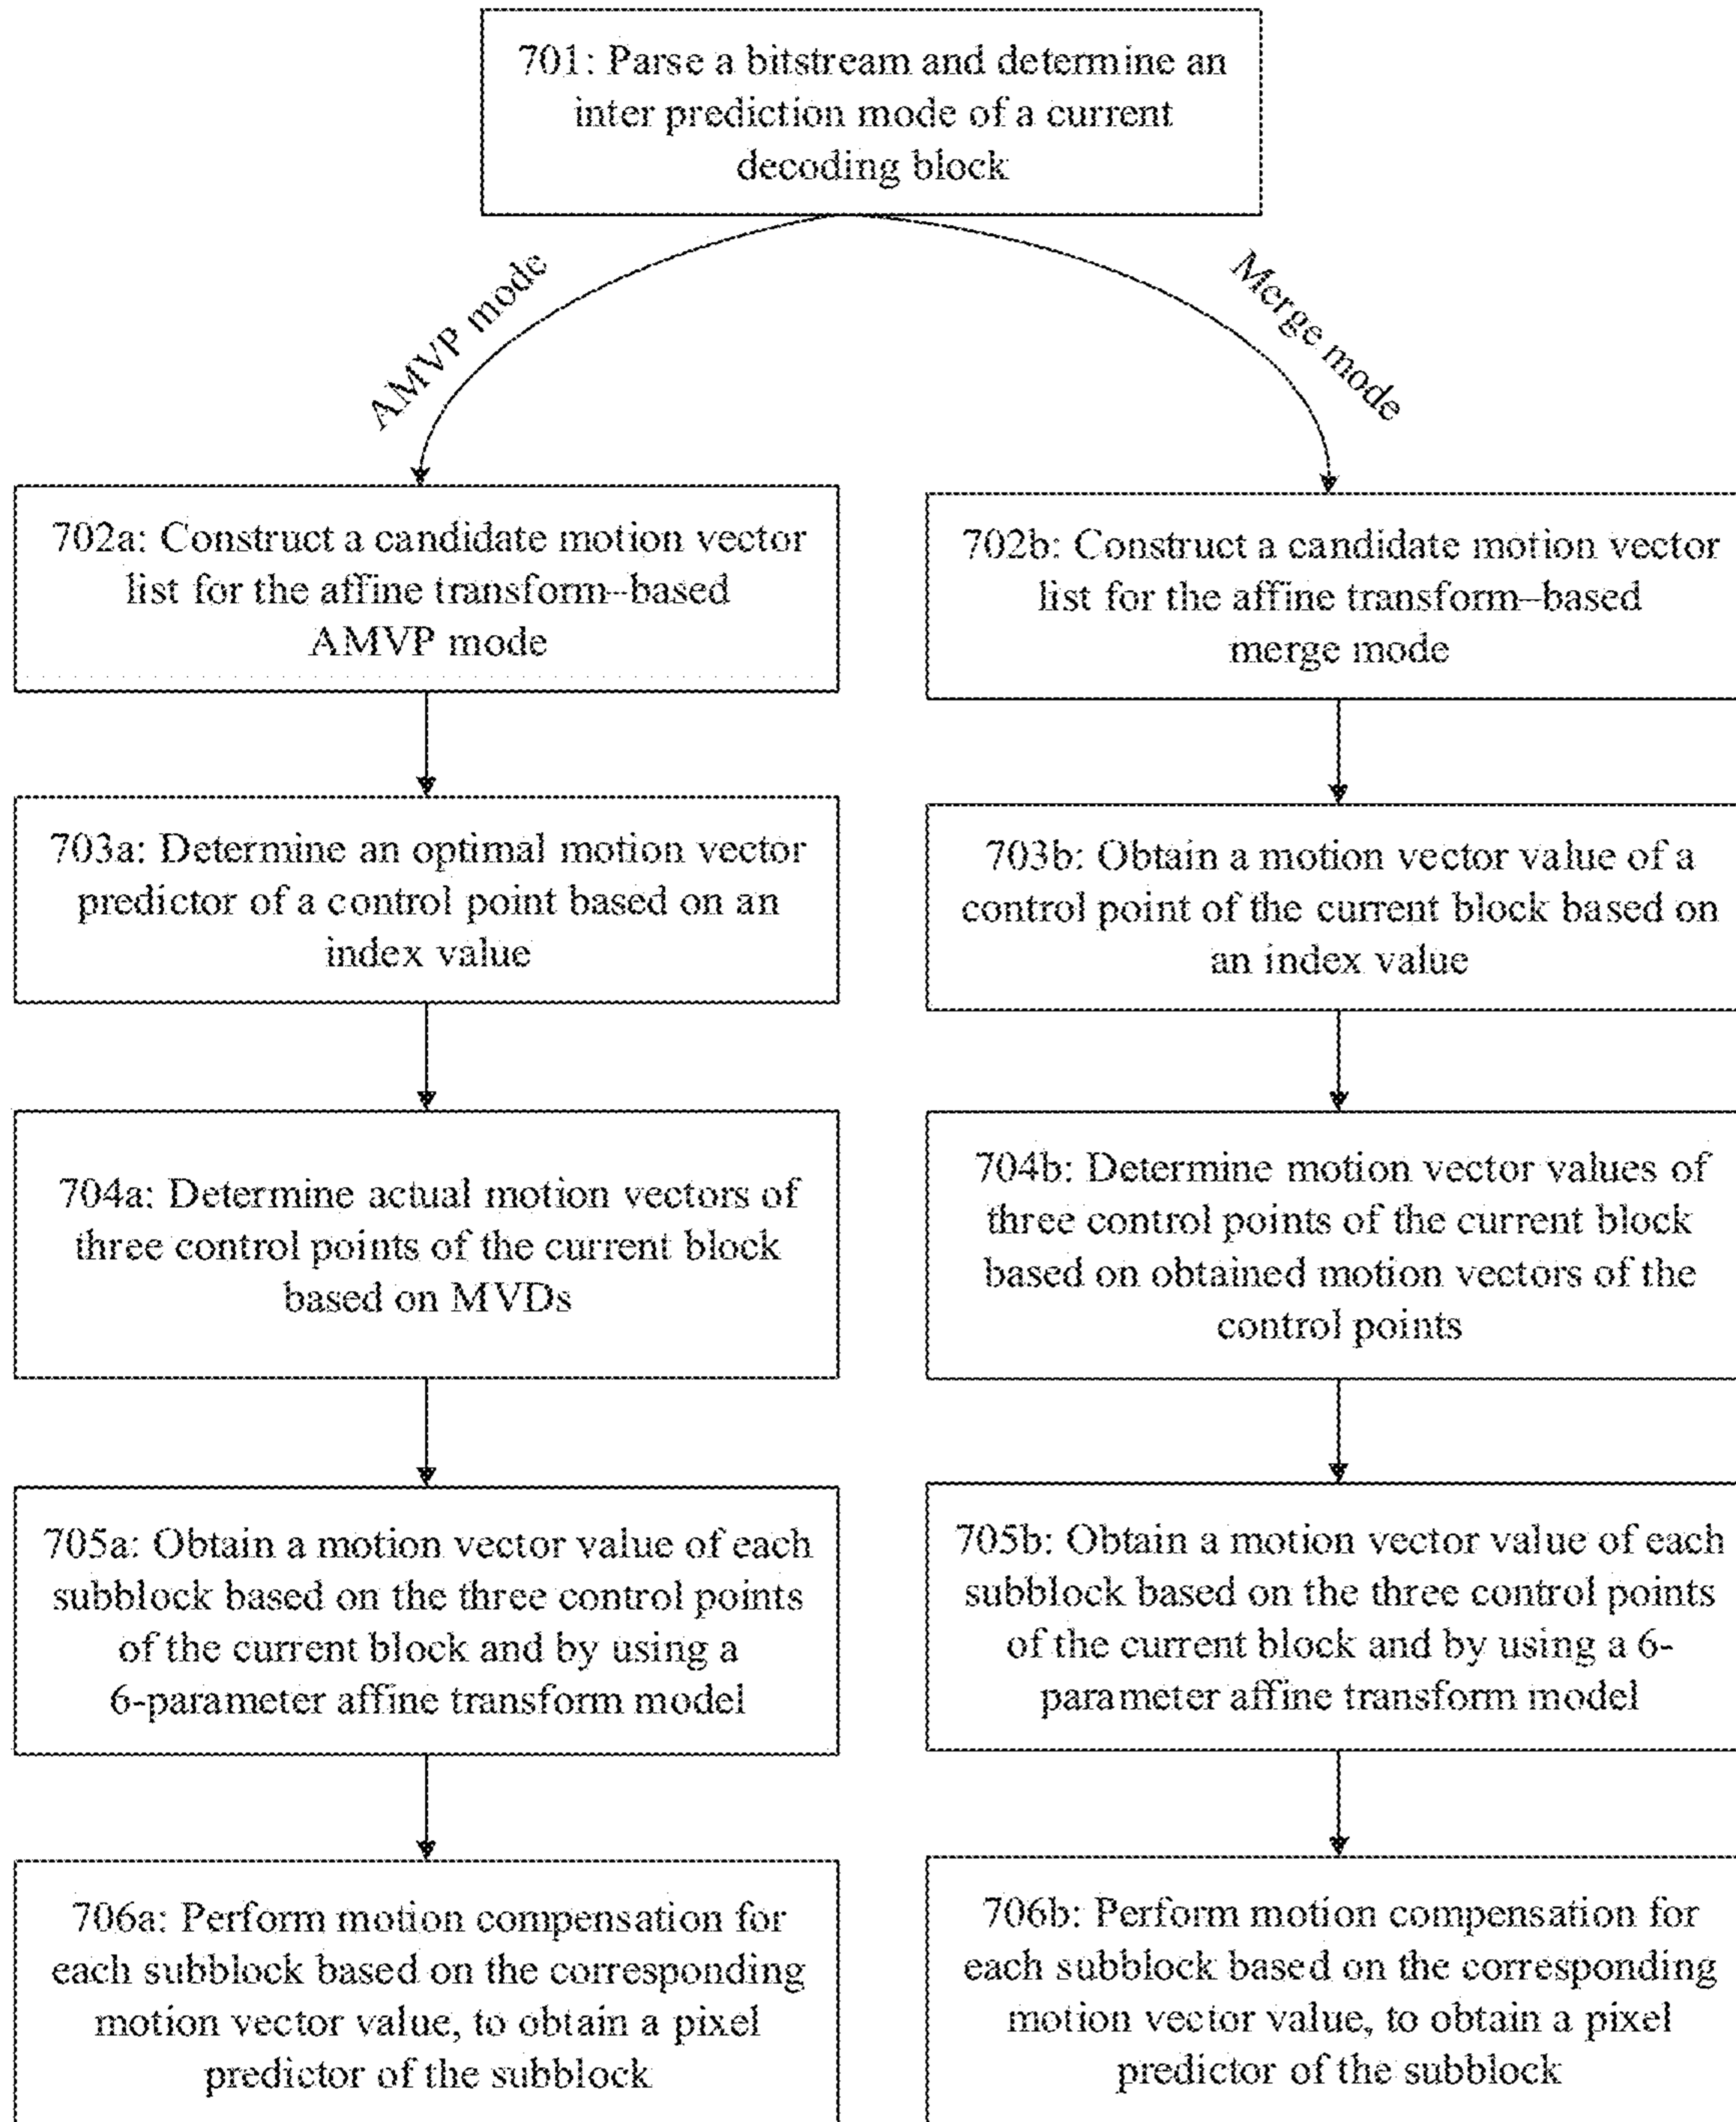 701: Parse a bitstream and determine an
inter prediction mode of a current
decoding block
AMVP mode
Merge mode
702a: Construct a candidate motion vector
list for the affine transform-based
AMVP mode
702b: Construct a candidate motion vector
list for the affine transform-based
merge mode
703a: Determine an optimal motion vector
predictor of a control point based on an
index value
703b: Obtain a motion vector value of a
control point of the current block based on
an index value
704a: Determine actual motion vectors of
three control points of the current block
based on MVDs
704b: Determine motion vector values of
three control points of the current block
based on obtained motion vectors of the
control points
705a: Obtain a motion vector value of each
subblock based on the three control points
of the current block and by using a
6-parameter affine transform model
705b: Obtain a motion vector value of each
subblock based on the three control points
of the current block and by using a 6-
parameter affine transform model
706a: Perform motion compensation for
each subblock based on the corresponding
motion vector value, to obtain a pixel
predictor of the subblock
706b: Perform motion compensation for
each subblock based on the corresponding
motion vector value, to obtain a pixel
predictor of the subblock